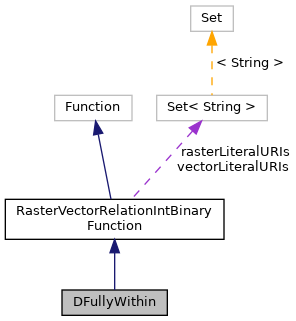 Set
< String >
Function
Set< String >
rasterLiteralURIs
vectorLiteralURIs
RasterVectorRelationIntBinary
Function
DFullyWithin